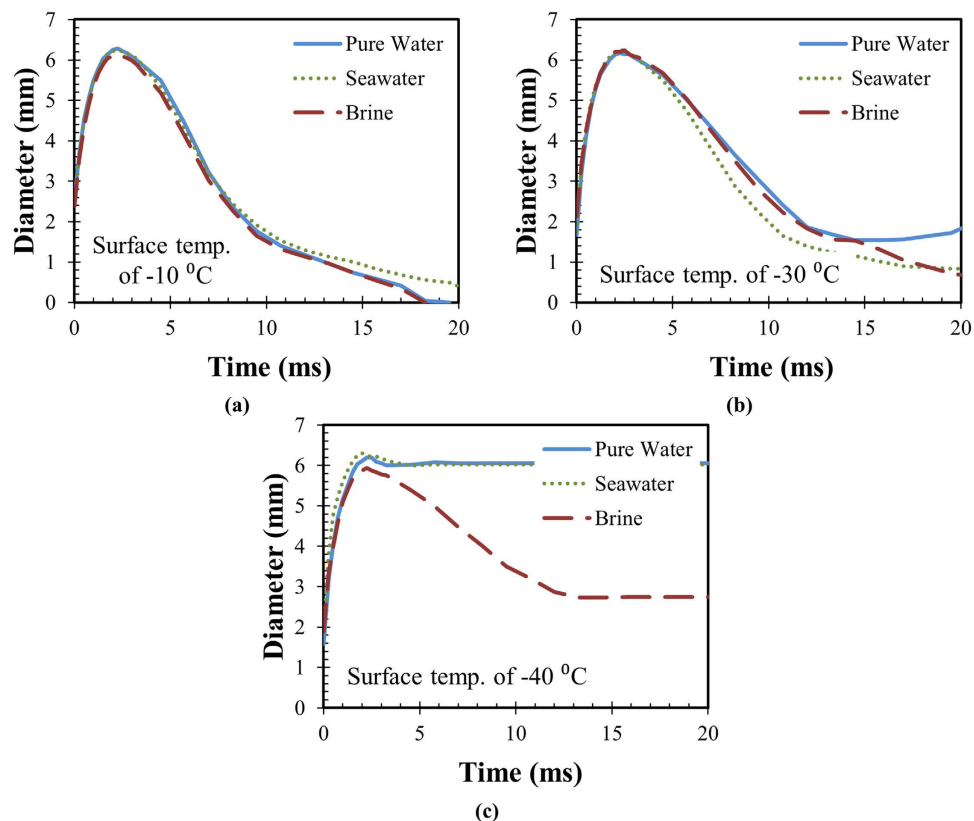 7
6
5
4
3
2
1
0
Diameter (mm)
Pure Water
Seawater
Brine
Surface temp.
of -10 ⁰C
0 5 10 15 20
Time (ms)
(a)
7
6
5
4
3
2
1
0
Diameter (mm)
Pure Water
Seawater
Brine
Surface temp. of -30 ⁰C
0 5 10 15 20
Time (ms)
(b)
7
6
5
4
3
2
1
0
Diameter (mm)
Pure Water
Seawater
Brine
Surface temp. of -40 ⁰C
0 5 10 15 20
Time (ms)
(c)